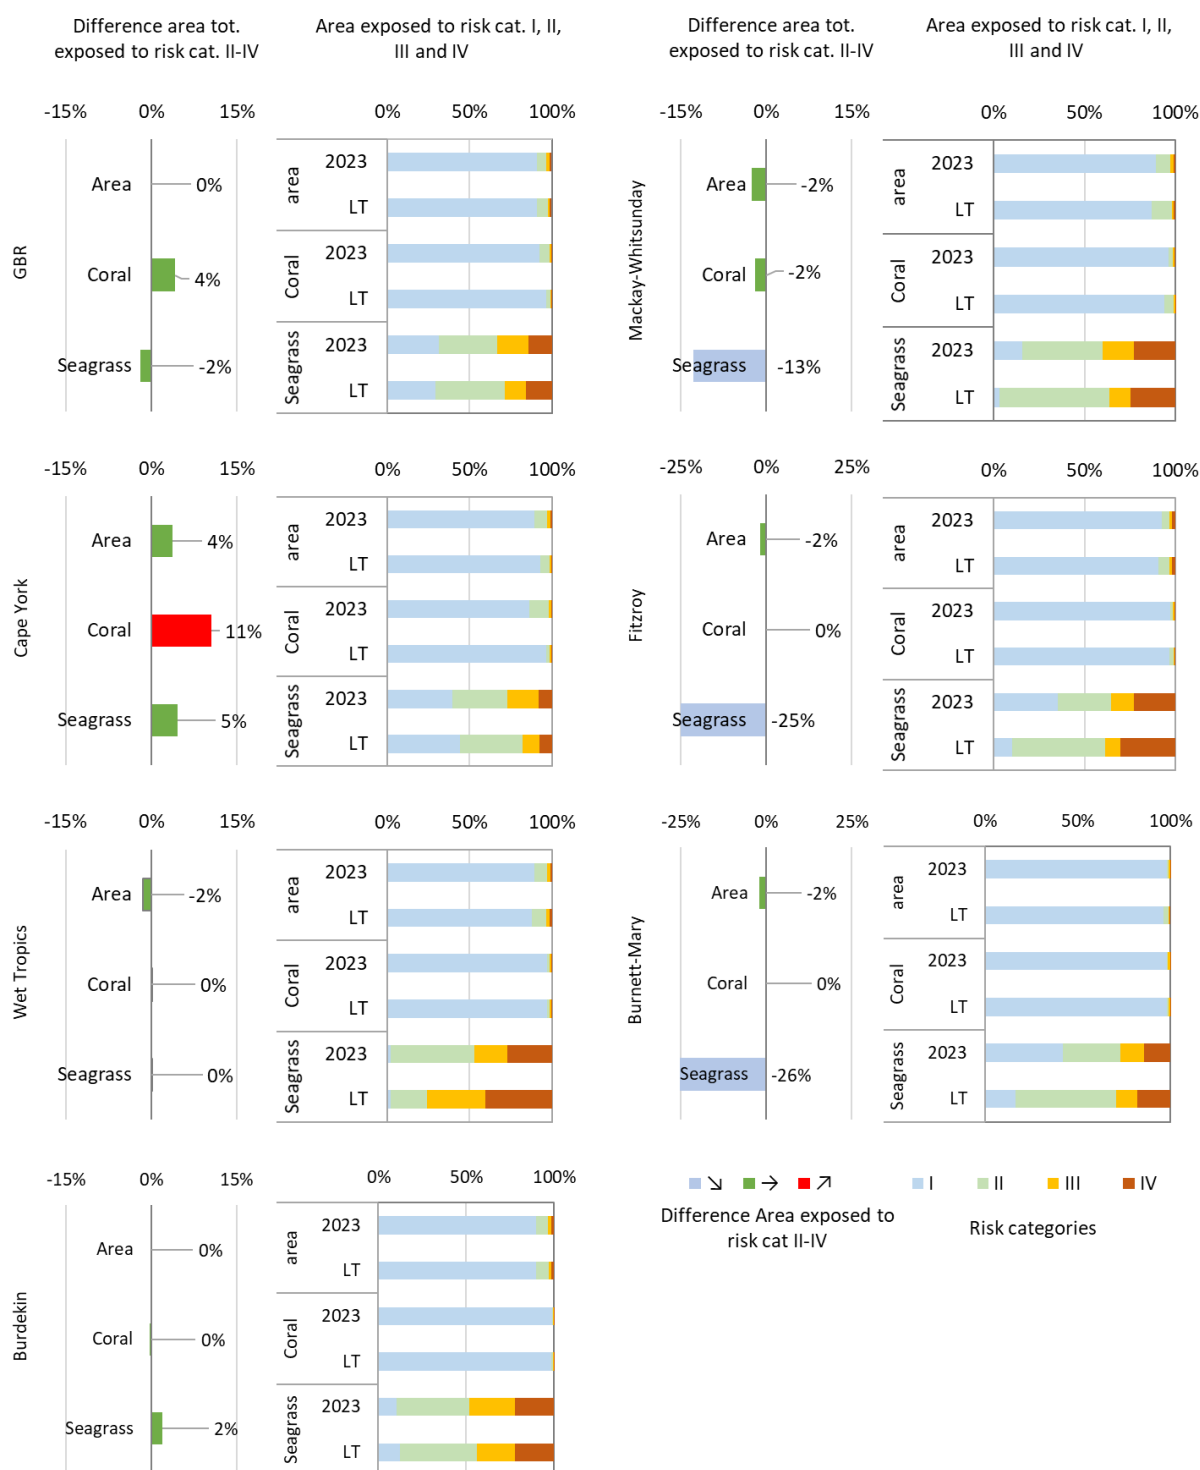 Difference area tot.
exposed to risk cat. II-IV
Area exposed to risk cat. I, II,
III and IV
Difference area tot.
exposed to risk cat. II-IV
Area exposed to risk cat. I, II,
III and IV
GBR
-15% 0% 15%
Area 0%
Coral 4%
Seagrass -2%
0% 50% 100%
area
2023
LT
Coral
2023
LT
Seagrass
2023
LT
Mackay-Whitsunday
-15% 0% 15%
Area -2%
Coral -2%
Seagrass -13%
0% 50% 100%
area
2023
LT
Coral
2023
LT
Seagrass
2023
LT
Cape York
-15% 0% 15%
Area 4%
Coral 11%
Seagrass 5%
0% 50% 100%
area
2023
LT
Coral
2023
LT
Seagrass
2023
LT
Fitzroy
-25% 0% 25%
Area -2%
Coral 0%
Seagrass -25%
0% 50% 100%
area
2023
LT
Coral
2023
LT
Seagrass
2023
LT
Wet Tropics
-15% 0% 15%
Area -2%
Coral 0%
Seagrass 0%
0% 50% 100%
area
2023
LT
Coral
2023
LT
Seagrass
2023
LT
Burnett-Mary
-25% 0% 25%
Area -2%
Coral 0%
Seagrass -26%
0% 50% 100%
area
2023
LT
Coral
2023
LT
Seagrass
2023
LT
Burdekin
-15% 0% 15%
Area 0%
Coral 0%
Seagrass 2%
0% 50% 100%
area
2023
LT
Coral
2023
LT
Seagrass
2023
LT
↘ → ↗
Difference Area exposed to
risk cat II-IV
I II III IV
Risk categories